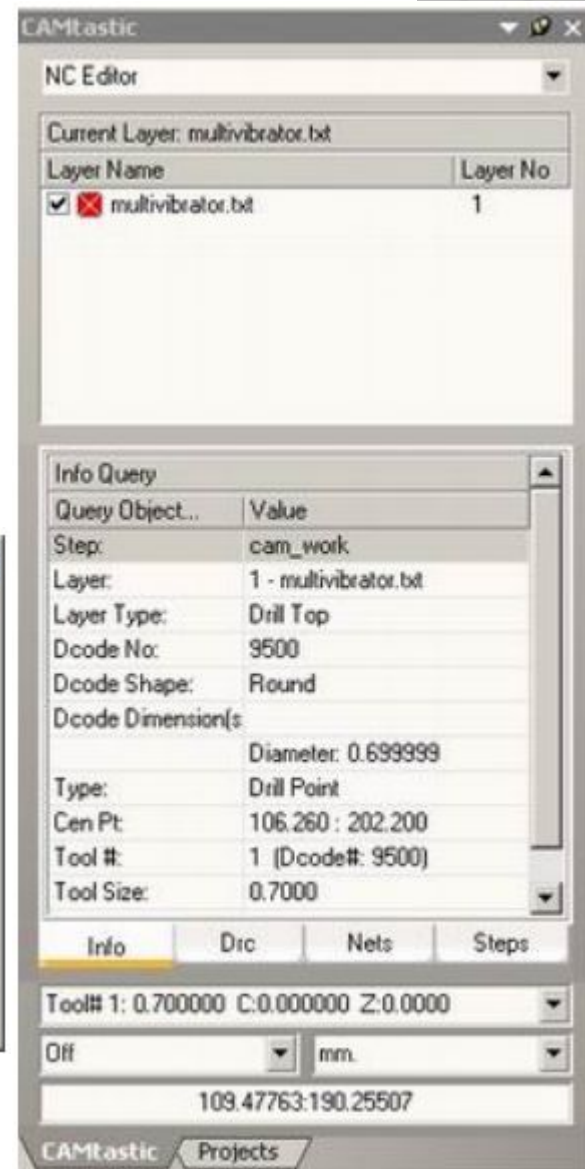 CAMtastic
NC Editor
Current Layer: multivibrator.txt
Layer Name Layer No
multivibrator.txt 1
Info Query
Query Object... Value
Step: cam_work
Layer: 1 - multivibrator.txt
Layer Type: Drill Top
Dcode No: 9500
Dcode Shape: Round
Dcode Dimension(s
Diameter: 0.699999
Type: Drill Point
Cen Pt: 106.260 : 202.200
Tool #: 1 (Dcode#: 9500)
Tool Size: 0.7000
Info Drc Nets Steps
Tool# 1: 0.700000 C:0.000000 Z:0.0000
Off mm.
109.47763:190.25507
CAMtastic Projects